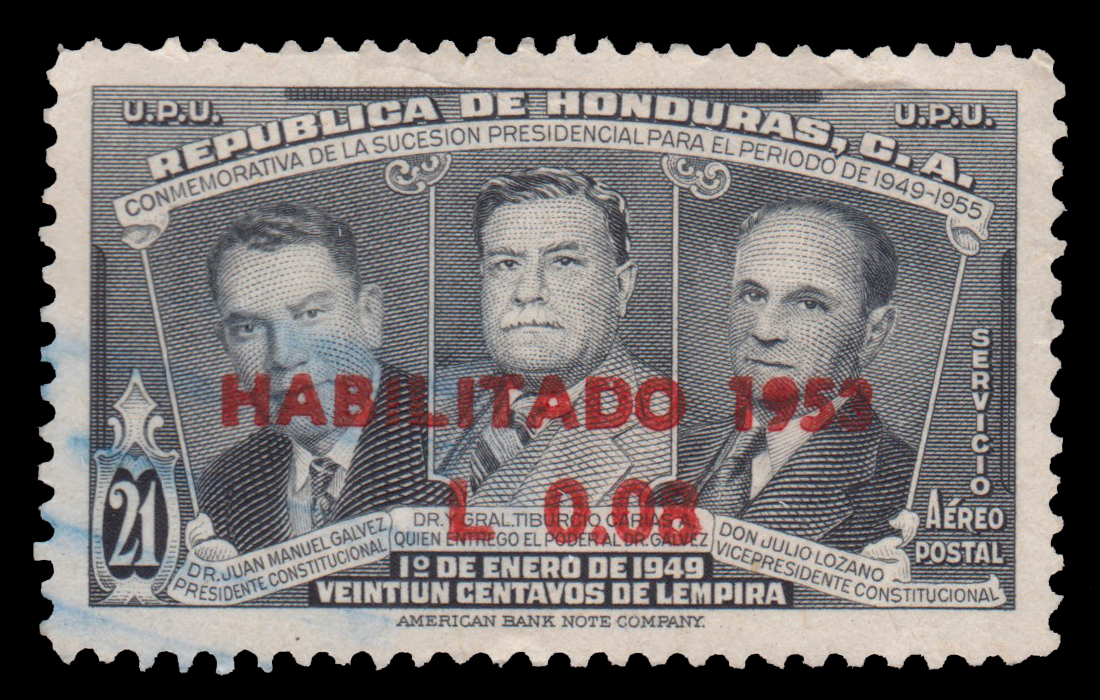 U.P.U.
U.P.U.
REPUBLICA DE HONDURAS, C.A.
CONMEMORATIVA DE LA SUCESION PRESIDENCIAL PARA EL PERIODO DE 1949-1955
HABILITADO 1953
L 0.08
SERVICIO
AÉREO
POSTAL
21
DR. JUAN MANUEL GALVEZ
PRESIDENTE CONSTITUCIONAL
DR. Y GRAL. TIBURCIO CARIAS A.
QUIEN ENTREGO EL PODER AL DR. GALVEZ
DON JULIO LOZANO
VICEPRESIDENTE CONSTITUCIONAL
1º DE ENERO DE 1949
VEINTIUN CENTAVOS DE LEMPIRA
AMERICAN BANK NOTE COMPANY.